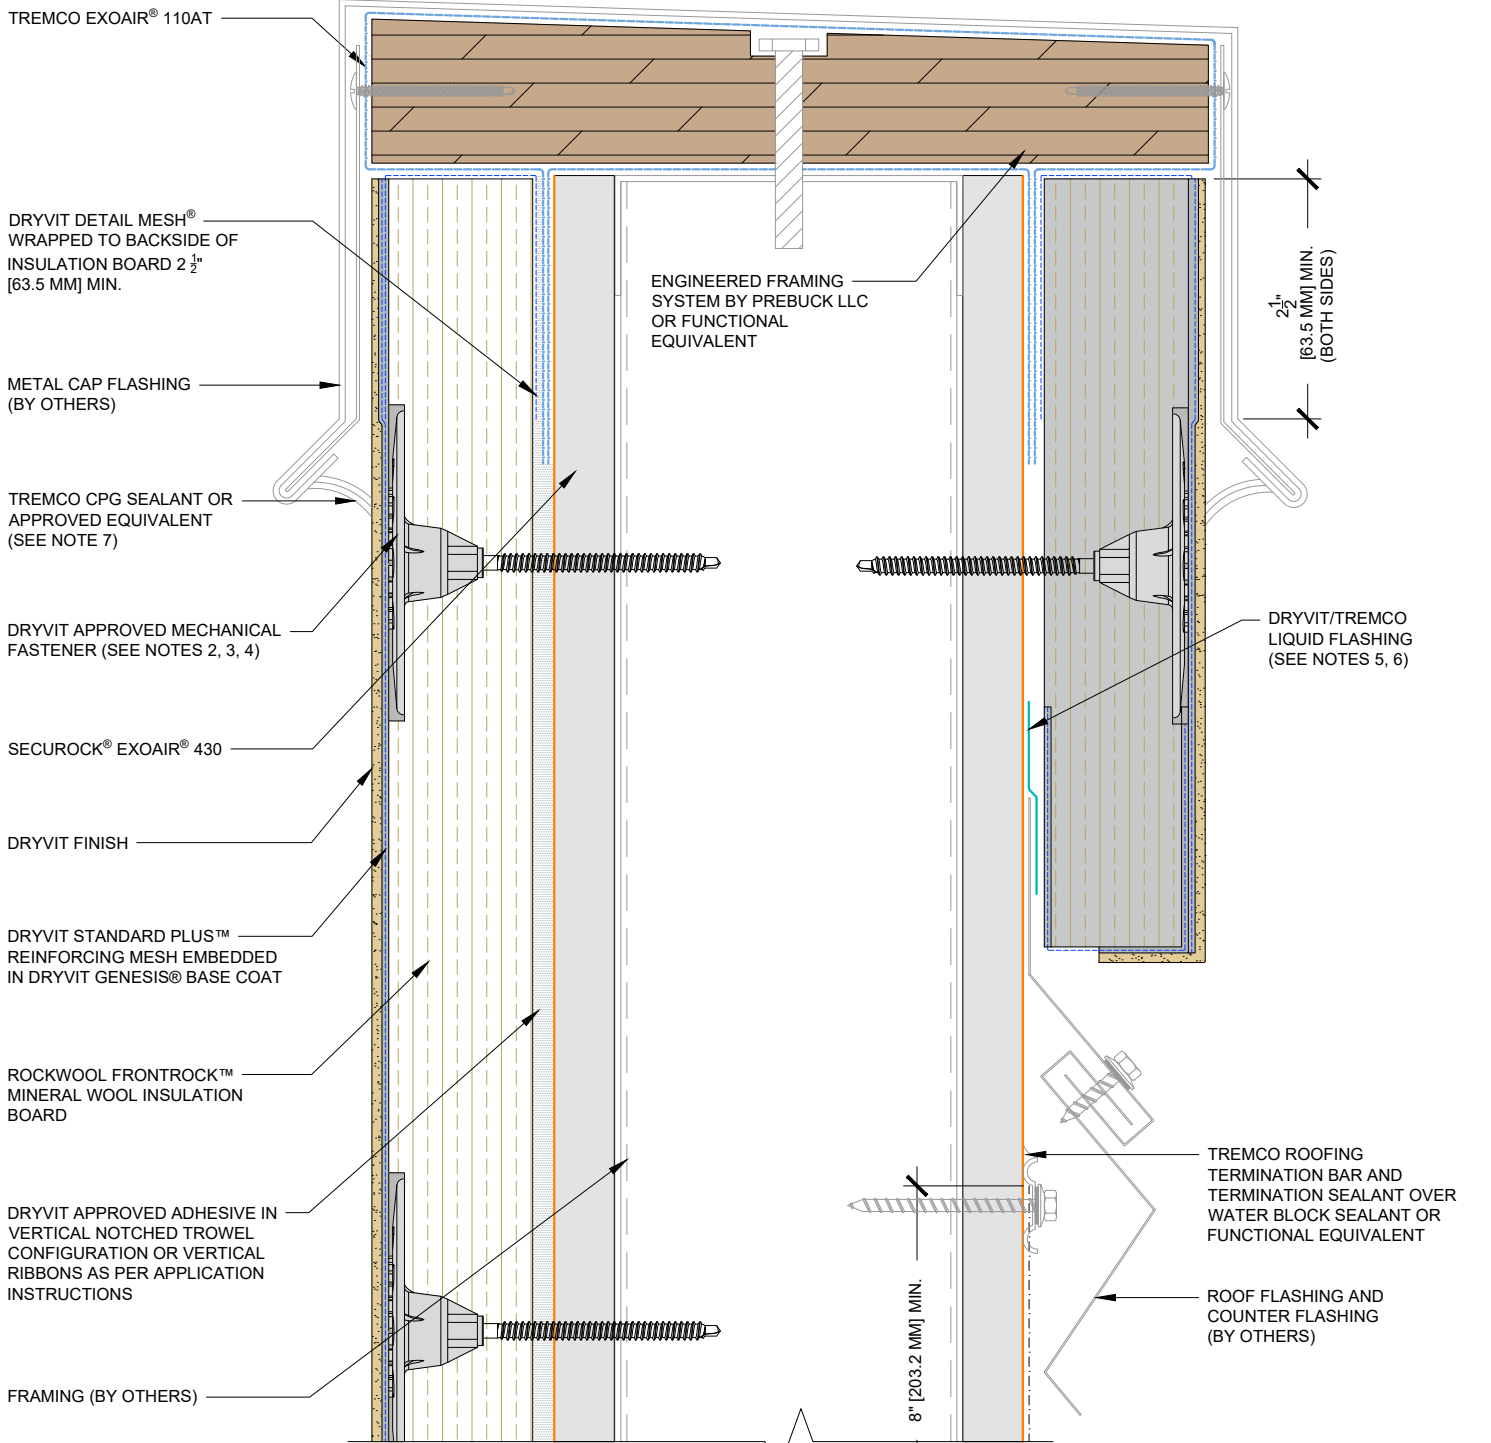 TREMCO EXOAIR® 110AT
DRYVIT DETAIL MESH®
WRAPPED TO BACKSIDE OF
INSULATION BOARD 2 1/2"
[63.5 MM] MIN.
METAL CAP FLASHING
(BY OTHERS)
TREMCO CPG SEALANT OR
APPROVED EQUIVALENT
(SEE NOTE 7)
DRYVIT APPROVED MECHANICAL
FASTENER (SEE NOTES 2, 3, 4)
SECUROCK® EXOAIR® 430
DRYVIT FINISH
DRYVIT STANDARD PLUS™
REINFORCING MESH EMBEDDED
IN DRYVIT GENESIS® BASE COAT
ROCKWOOL FRONTROCK™
MINERAL WOOL INSULATION
BOARD
DRYVIT APPROVED ADHESIVE IN
VERTICAL NOTCHED TROWEL
CONFIGURATION OR VERTICAL
RIBBONS AS PER APPLICATION
INSTRUCTIONS
FRAMING (BY OTHERS)
ENGINEERED FRAMING
SYSTEM BY PREBUCK LLC
OR FUNCTIONAL
EQUIVALENT
2 1/2"
[63.5 MM] MIN.
(BOTH SIDES)
DRYVIT/TREMCO
LIQUID FLASHING
(SEE NOTES 5, 6)
TREMCO ROOFING
TERMINATION BAR AND
TERMINATION SEALANT OVER
WATER BLOCK SEALANT OR
FUNCTIONAL EQUIVALENT
ROOF FLASHING AND
COUNTER FLASHING
(BY OTHERS)
8" [203.2 MM] MIN.